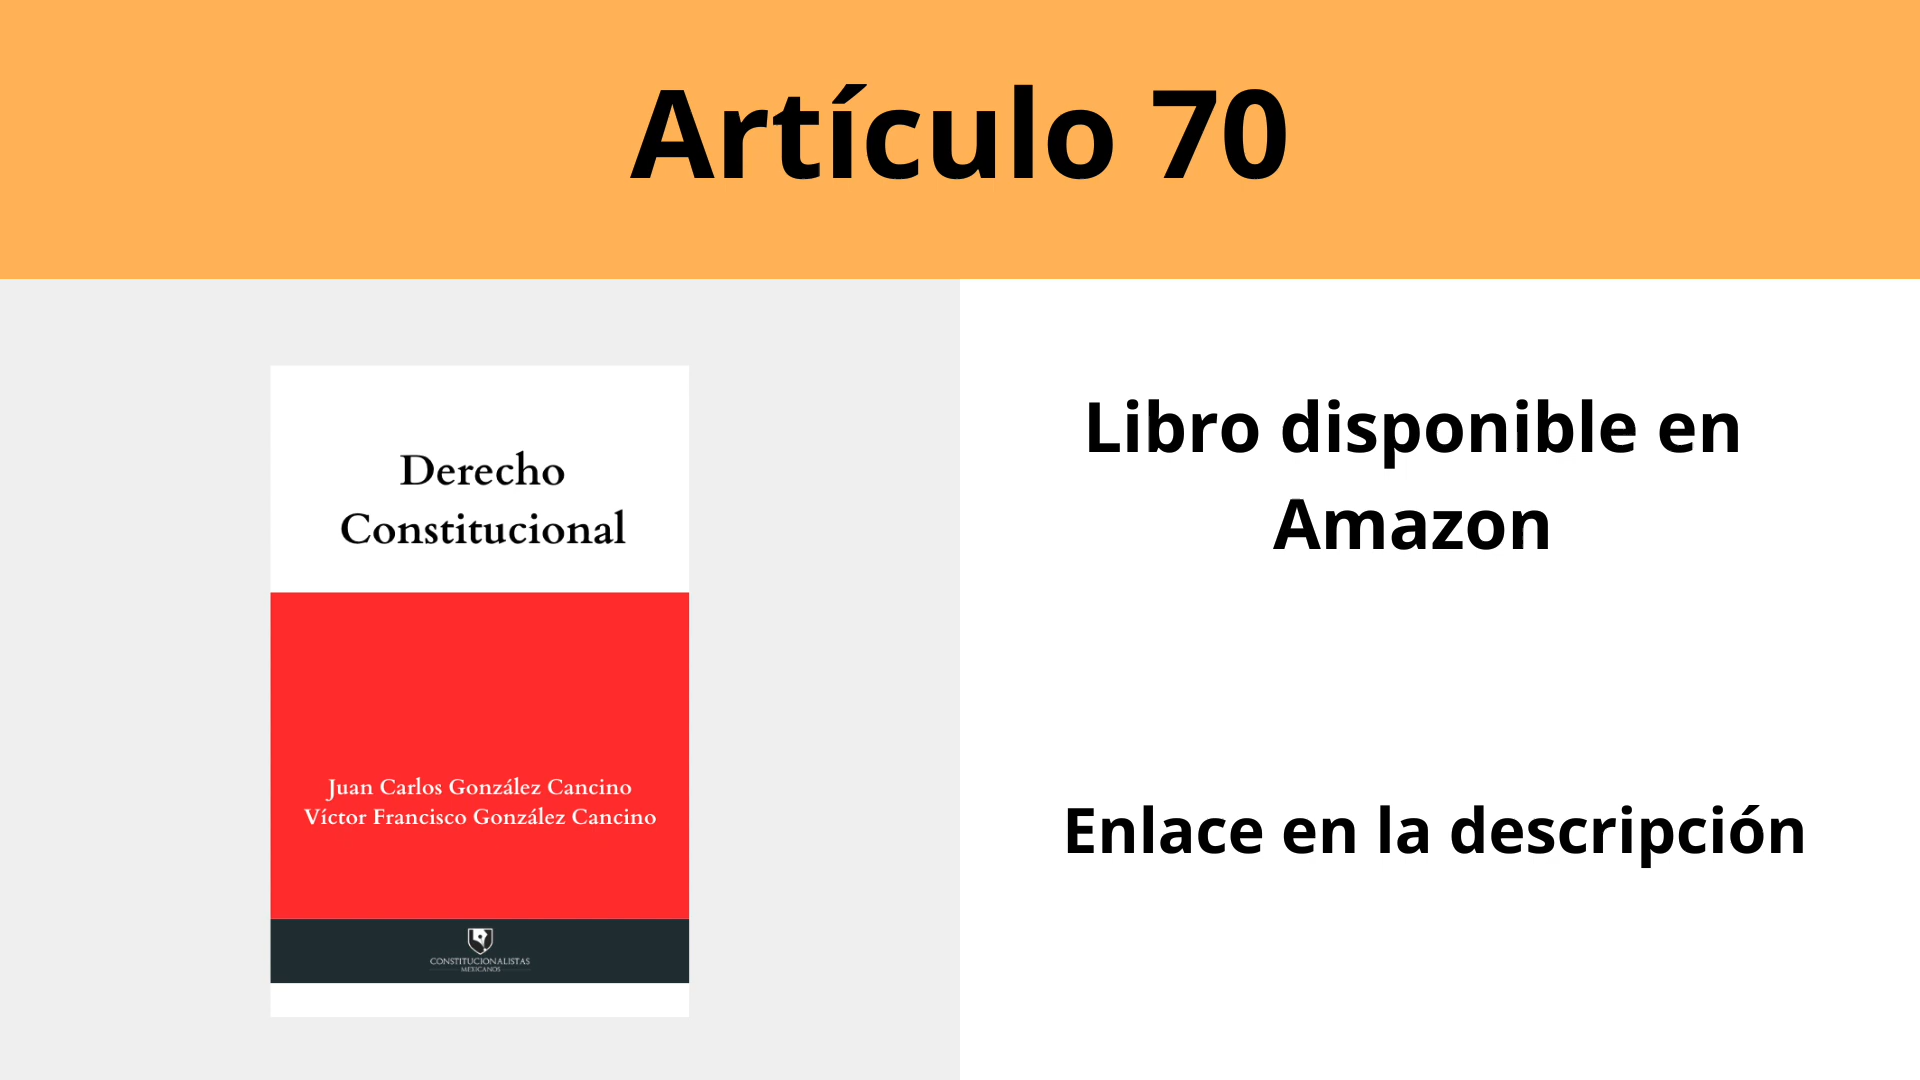 Artículo 70
Derecho
Constitucional
Juan Carlos González Cancino
Víctor Francisco González Cancino
CONSTITUCIONALISTAS
MEXICANOS
Libro disponible en
Amazon
Enlace en la descripción